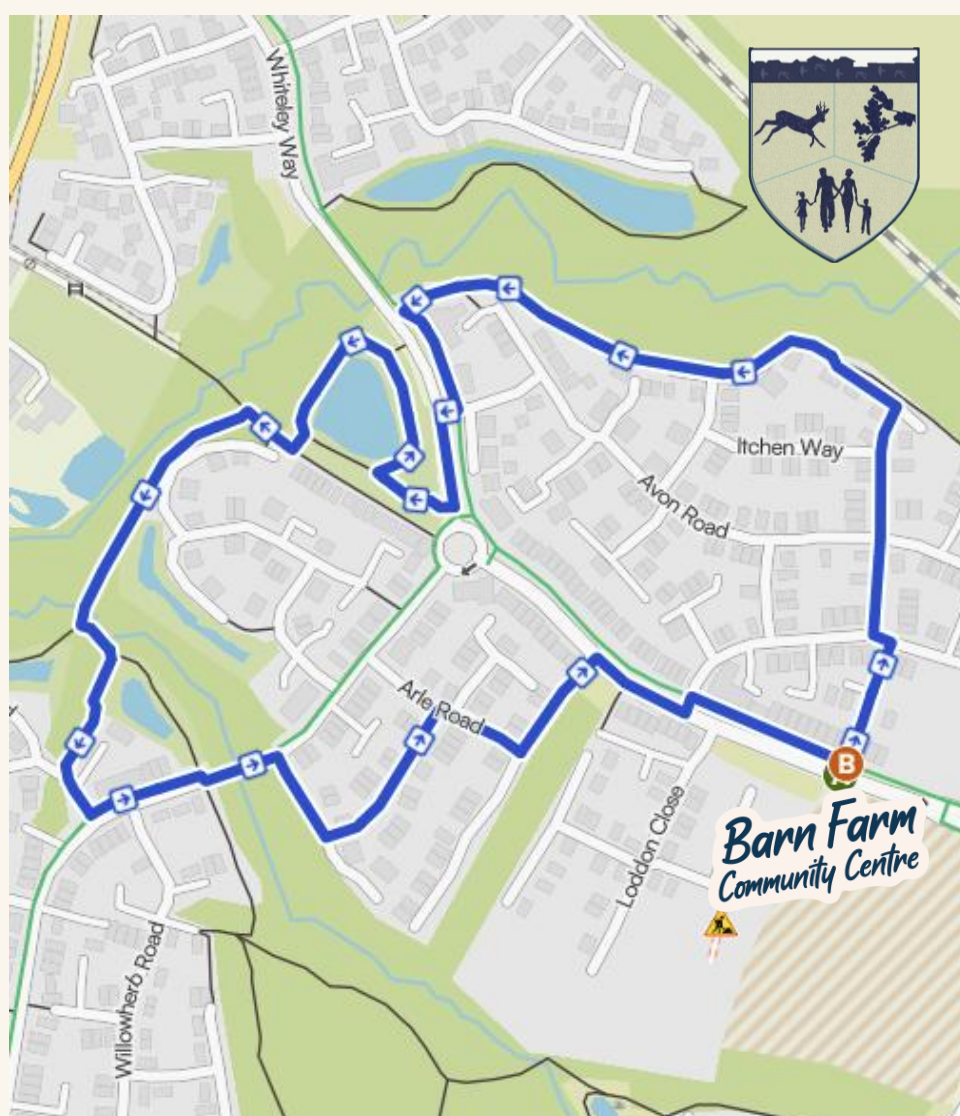 Whiteley Way
Itchen Way
Avon Road
Arle Road
B
Barn Farm
Community Centre
Loddon Close
Willowherb Road